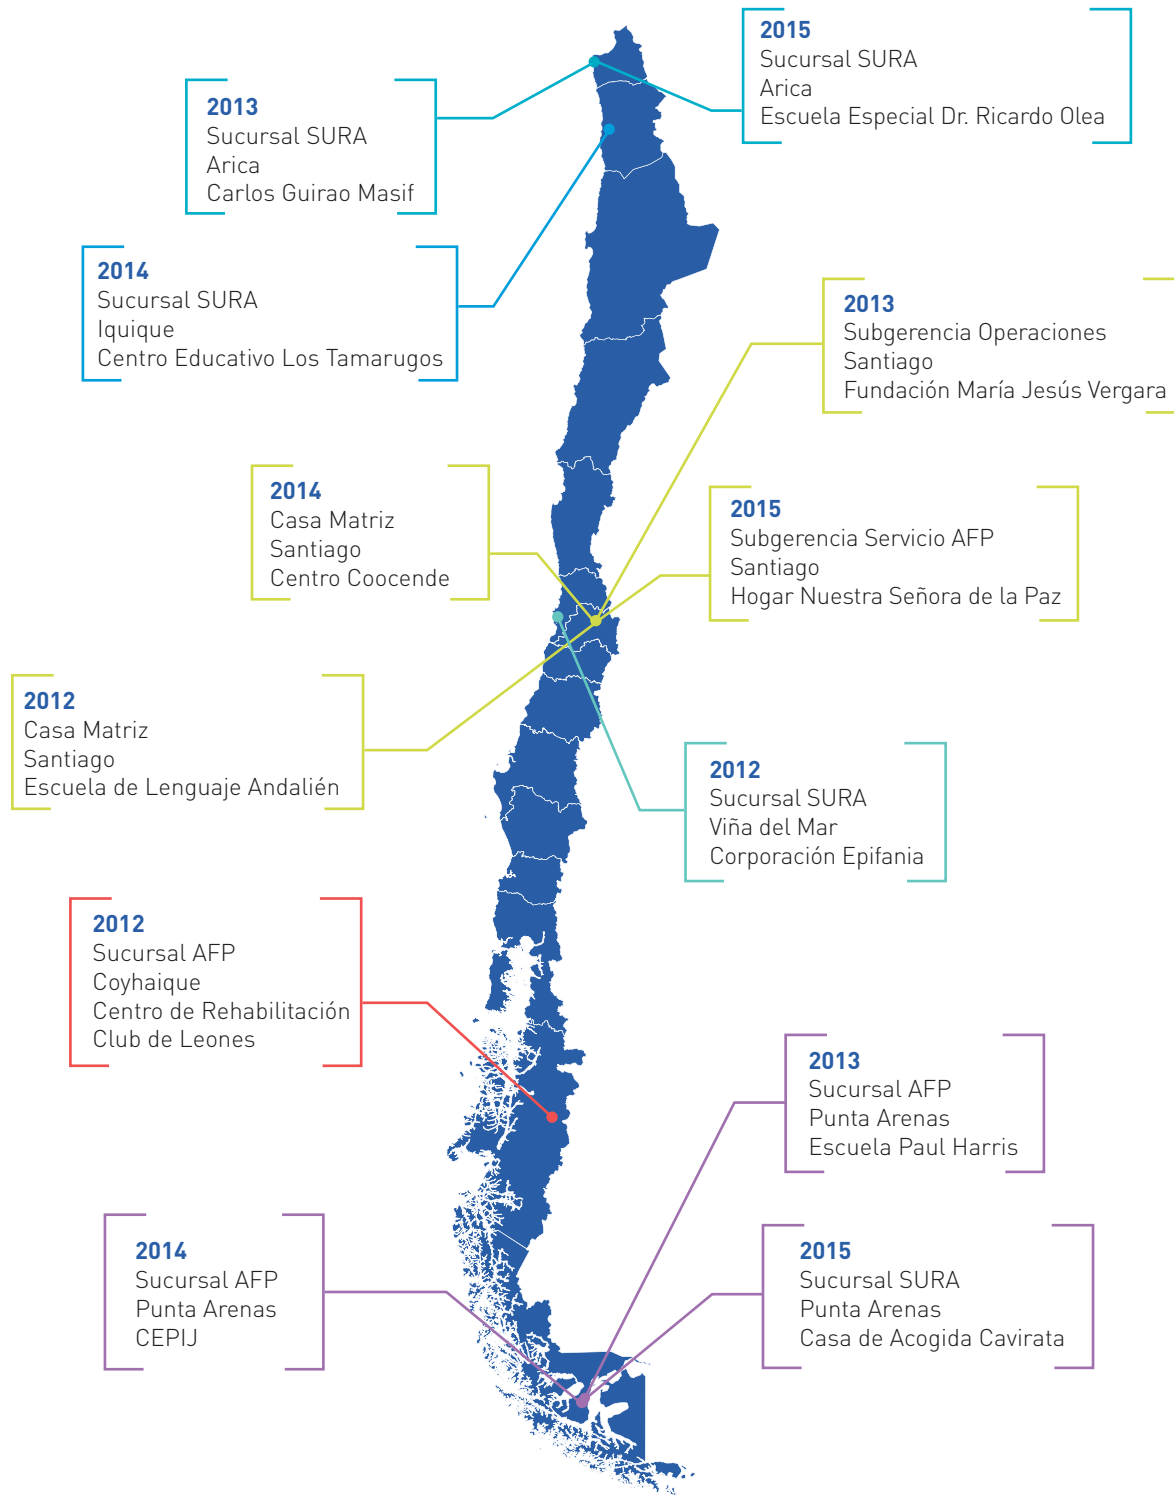 2015
Sucursal SURA
Arica
Escuela Especial Dr. Ricardo Olea
2013
Sucursal SURA
Arica
Carlos Guirao Masif
2014
Sucursal SURA
Iquique
Centro Educativo Los Tamarugos
2013
Subgerencia Operaciones
Santiago
Fundación María Jesús Vergara
2014
Casa Matriz
Santiago
Centro Coocende
2015
Subgerencia Servicio AFP
Santiago
Hogar Nuestra Señora de la Paz
2012
Casa Matriz
Santiago
Escuela de Lenguaje Andalién
2012
Sucursal SURA
Viña del Mar
Corporación Epifania
2012
Sucursal AFP
Coyhaique
Centro de Rehabilitación
Club de Leones
2013
Sucursal AFP
Punta Arenas
Escuela Paul Harris
2014
Sucursal AFP
Punta Arenas
CEPIJ
2015
Sucursal SURA
Punta Arenas
Casa de Acogida Cavirata